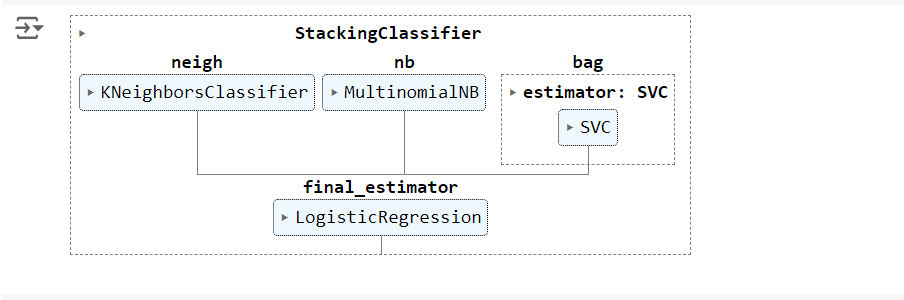 StackingClassifier
neigh nb bag
KNeighborsClassifier MultinomialNB estimator: SVC
SVC
final_estimator
LogisticRegression